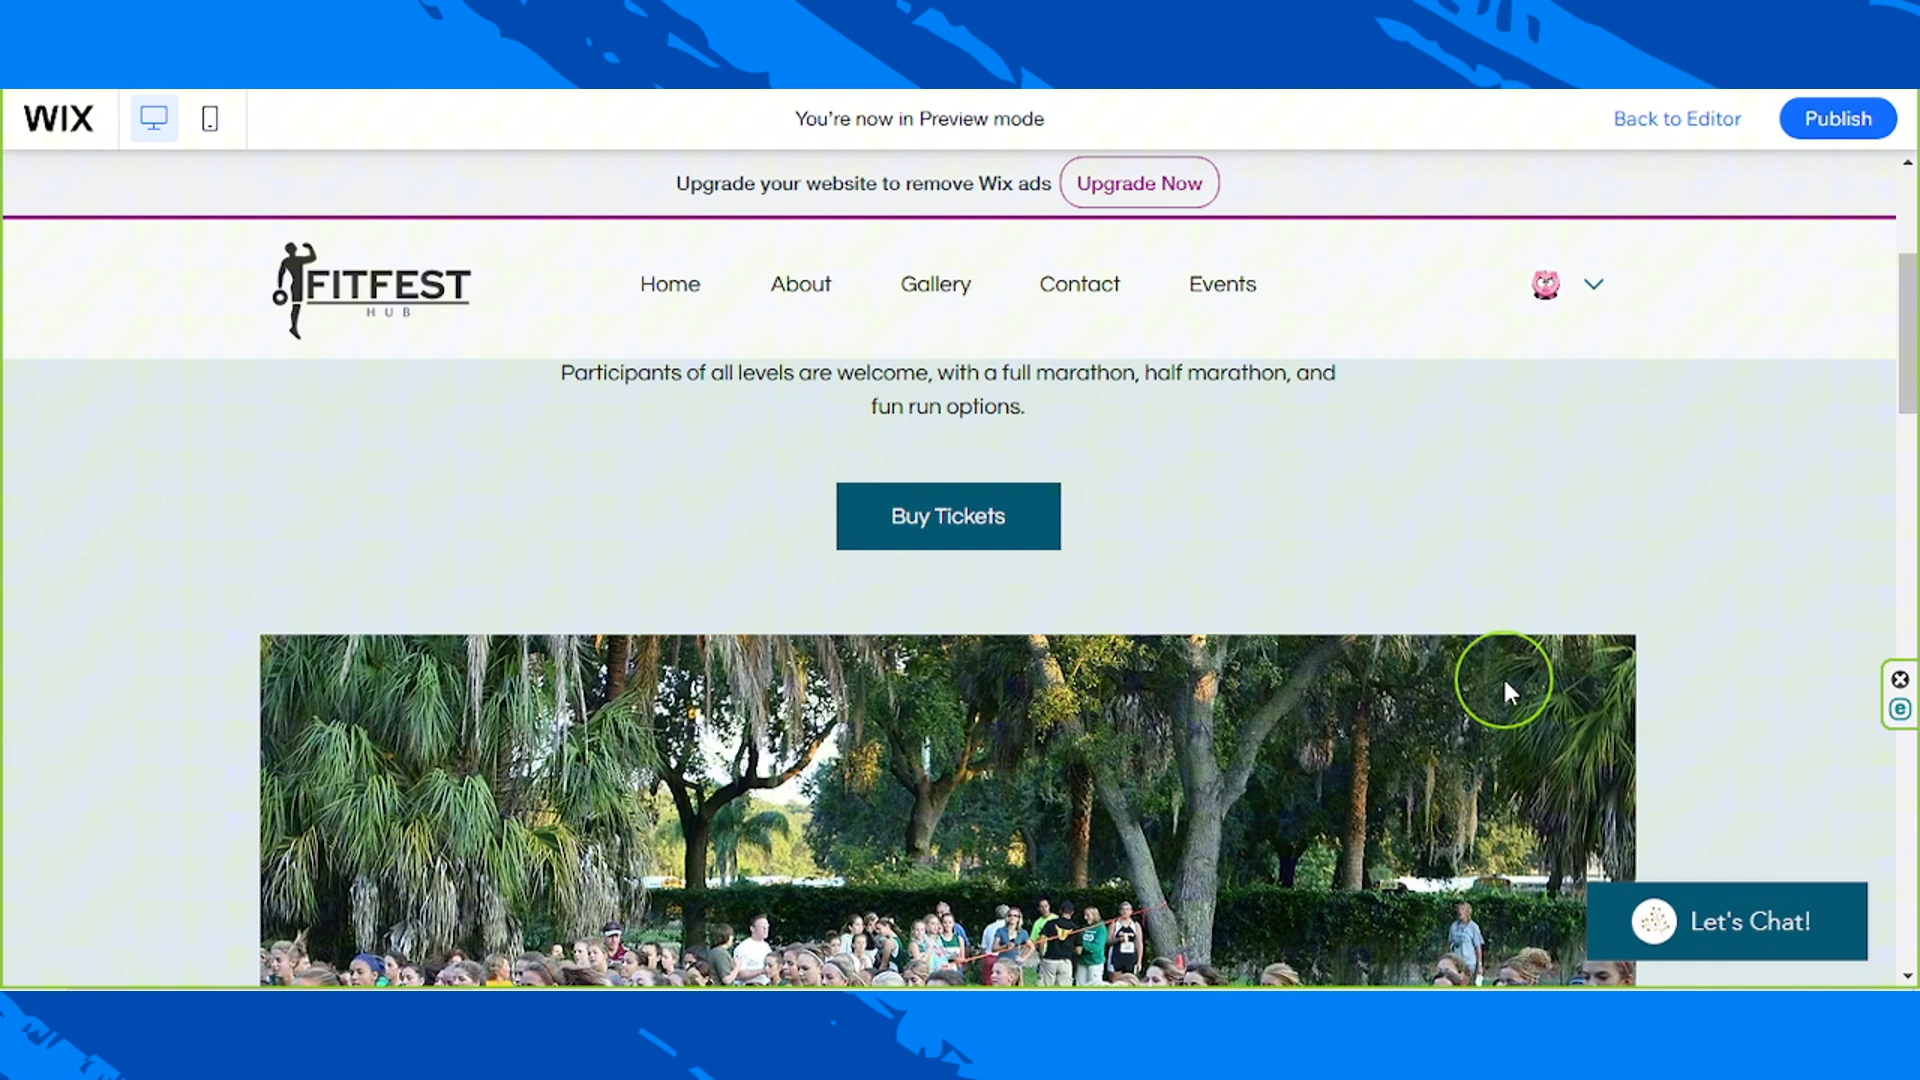 WIX
You're now in Preview mode
Back to Editor
Publish
Upgrade your website to remove Wix ads
Upgrade Now
FITFEST
HUB
Home
About
Gallery
Contact
Events
Participants of all levels are welcome, with a full marathon, half marathon, and
fun run options.
Buy Tickets
Let's Chat!